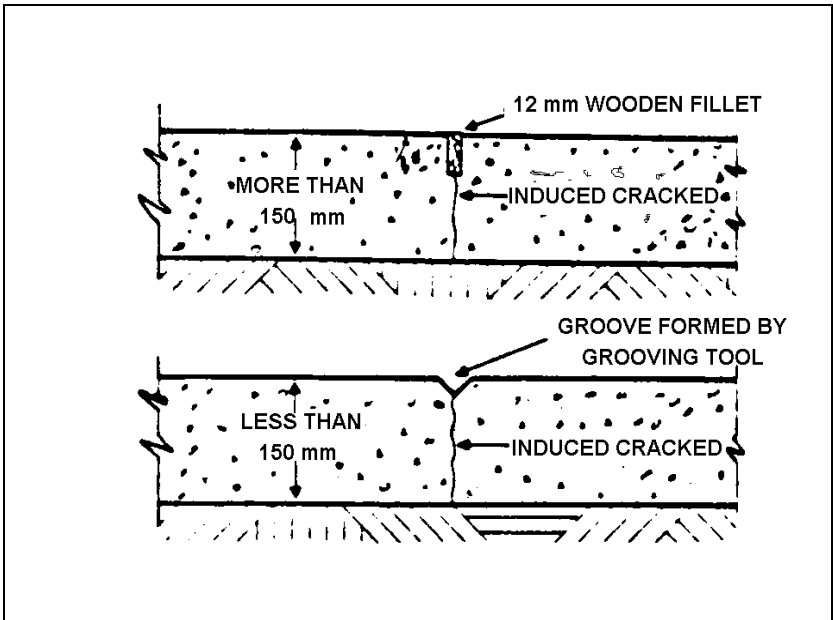 12 mm WOODEN FILLET
MORE THAN
150 mm
INDUCED CRACKED
GROOVE FORMED BY
GROOVING TOOL
LESS THAN
150 mm
INDUCED CRACKED